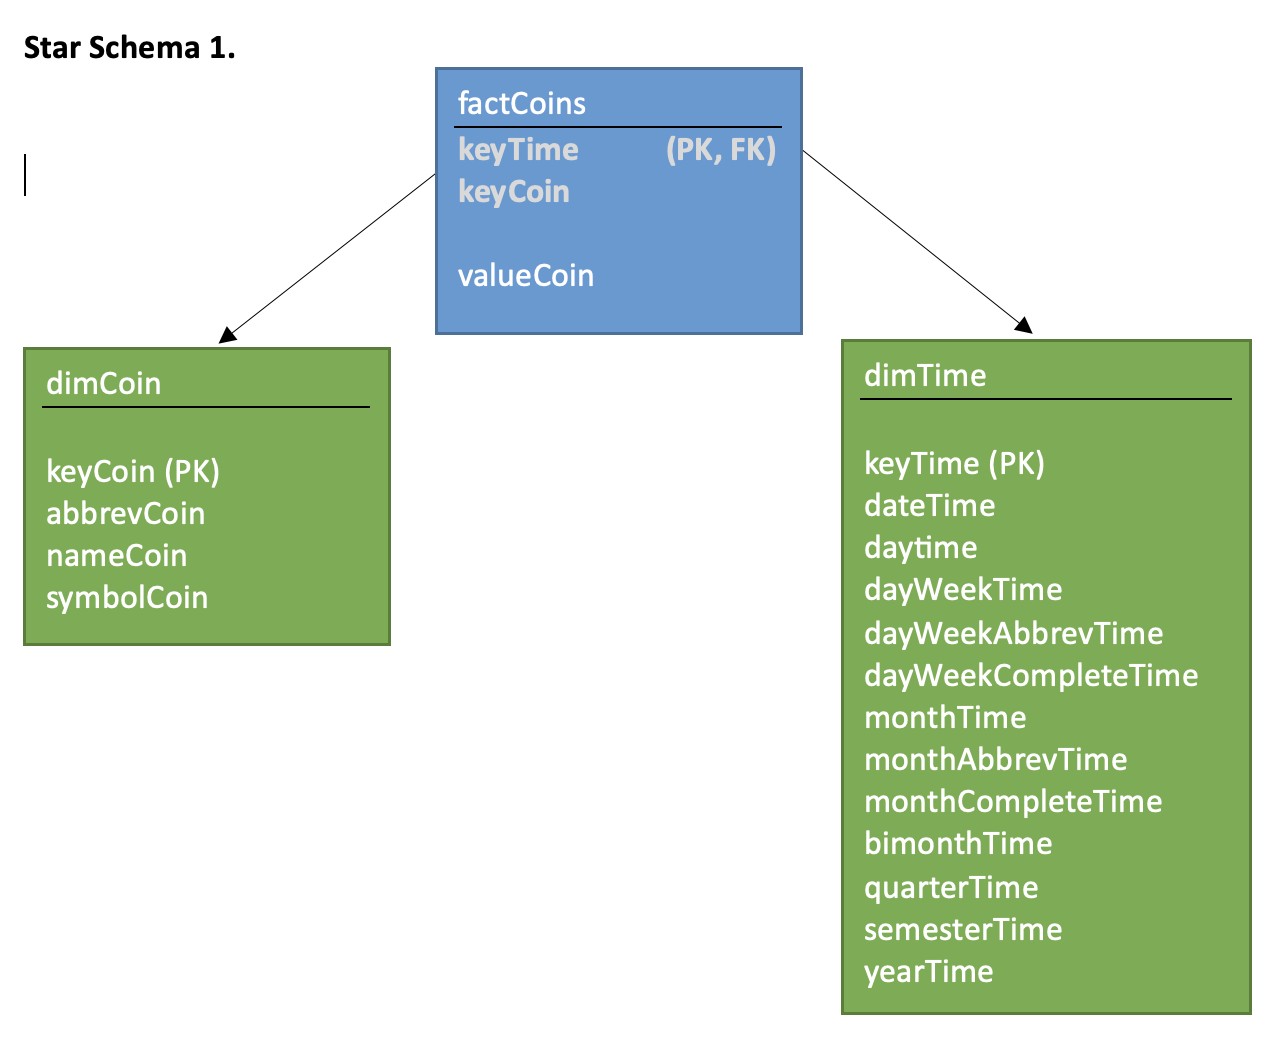 Star Schema 1.
factCoins
keyTime (PK, FK)
keyCoin
valueCoin
dimCoin
keyCoin (PK)
abbrevCoin
nameCoin
symbolCoin
dimTime
keyTime (PK)
dateTime
daytime
dayWeekTime
dayWeekAbbrevTime
dayWeekCompleteTime
monthTime
monthAbbrevTime
monthCompleteTime
bimonthTime
quarterTime
semesterTime
yearTime